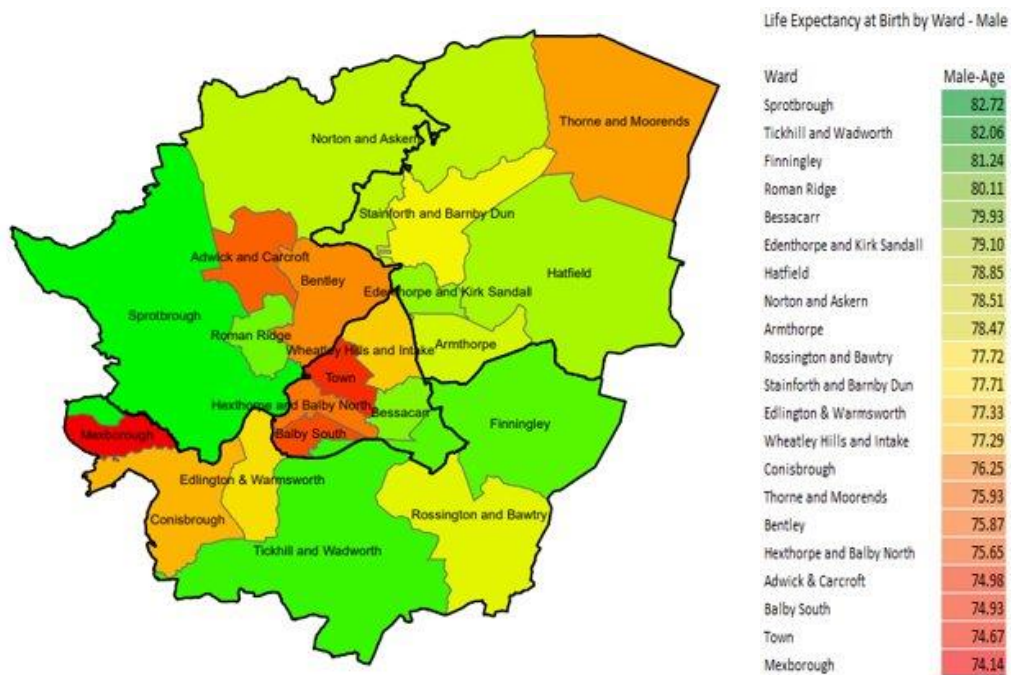 Life Expectancy at Birth by Ward - Male
Ward Male-Age
Sprotbrough 82.72
Tickhill and Wadworth 82.06
Finningley 81.24
Roman Ridge 80.11
Bessacarr 79.93
Edenthorpe and Kirk Sandall 79.10
Hatfield 78.85
Norton and Askern 78.51
Armthorpe 78.47
Rossington and Bawtry 77.72
Stainforth and Barnby Dun 77.71
Edlington & Warmsworth 77.33
Wheatley Hills and Intake 77.29
Conisbrough 76.25
Thorne and Moorends 75.93
Bentley 75.87
Hexthorpe and Balby North 75.65
Adwick & Carcroft 74.98
Balby South 74.93
Town 74.67
Mexborough 74.14
Thorne and Moorends
Norton and Askern
Stainforth and Barnby Dun
Adwick and Carcroft
Bentley
Hatfield
Edenthorpe and Kirk Sandall
Sprotbrough
Roman Ridge
Wheatley Hills and Intake
Armthorpe
Town
Hexthorpe and Balby North
Bessacarr
Finningley
Mexborough
Balby South
Edlington & Warmsworth
Rossington and Bawtry
Conisbrough
Tickhill and Wadworth